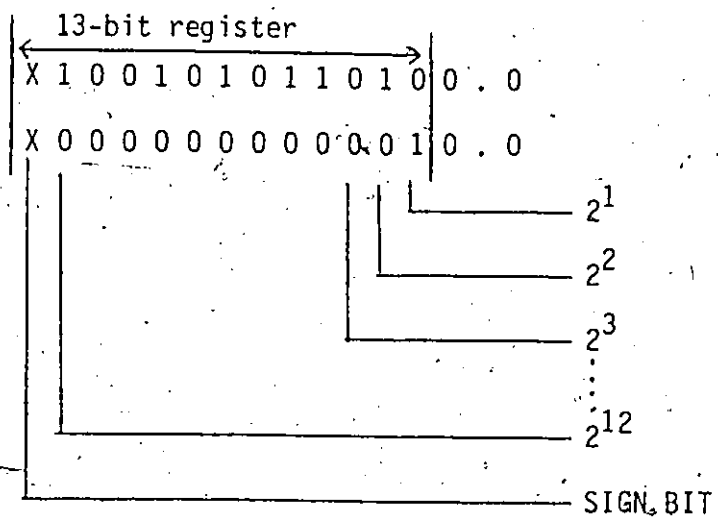 13-bit register
X 1 0 0 1 0 1 0 1 1 0 1 0 0 . 0
X 0 0 0 0 0 0 0 0 0 0 0 1 0 . 0
2^1
2^2
2^3
2^12
SIGN BIT